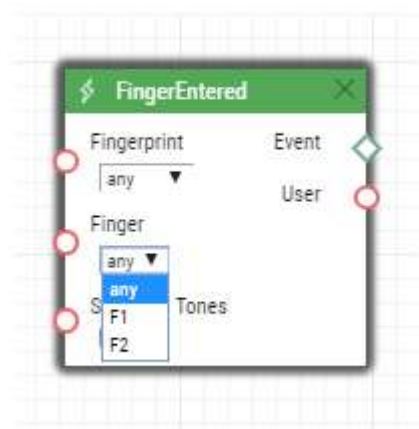 FingerEntered
Fingerprint Event
any
User
Finger
any
any
S Tones
F1
F2